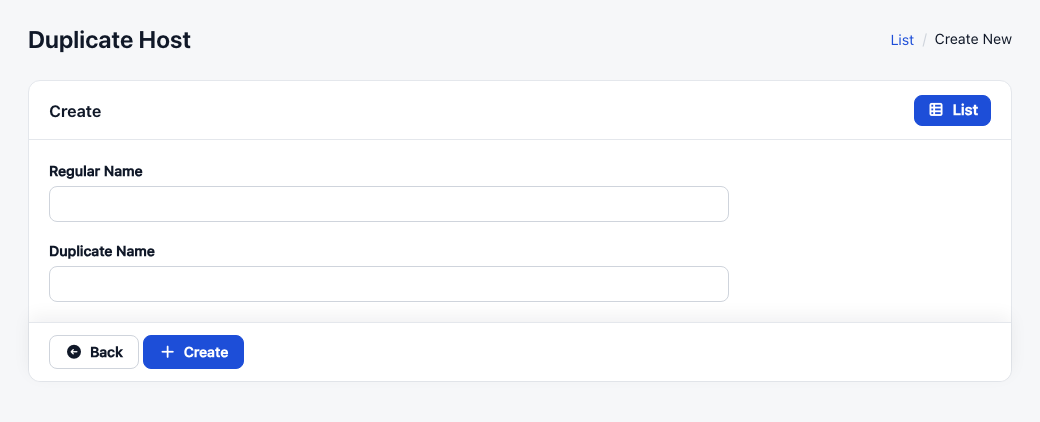 Duplicate Host
List / Create New
Create
List
Regular Name
Duplicate Name
Back
Create